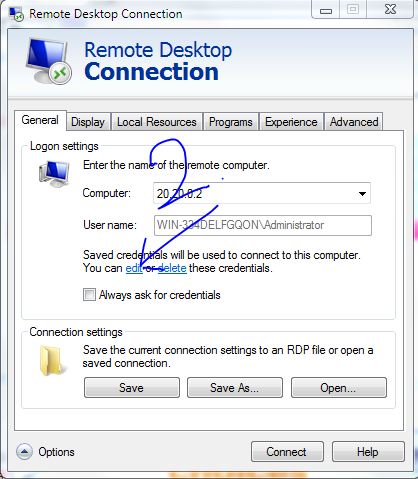 Remote Desktop Connection
Remote Desktop
Connection
General Display Local Resources Programs Experience Advanced
Logon settings
Enter the name of the remote computer.
Computer: 20.20.0.2
User name: WIN-334DELFGQON\Administrator
Saved credentials will be used to connect to this computer.
You can edit or delete these credentials.
Always ask for credentials
Connection settings
Save the current connection settings to an RDP file or open a
saved connection.
Save Save As... Open...
Options Connect Help
2